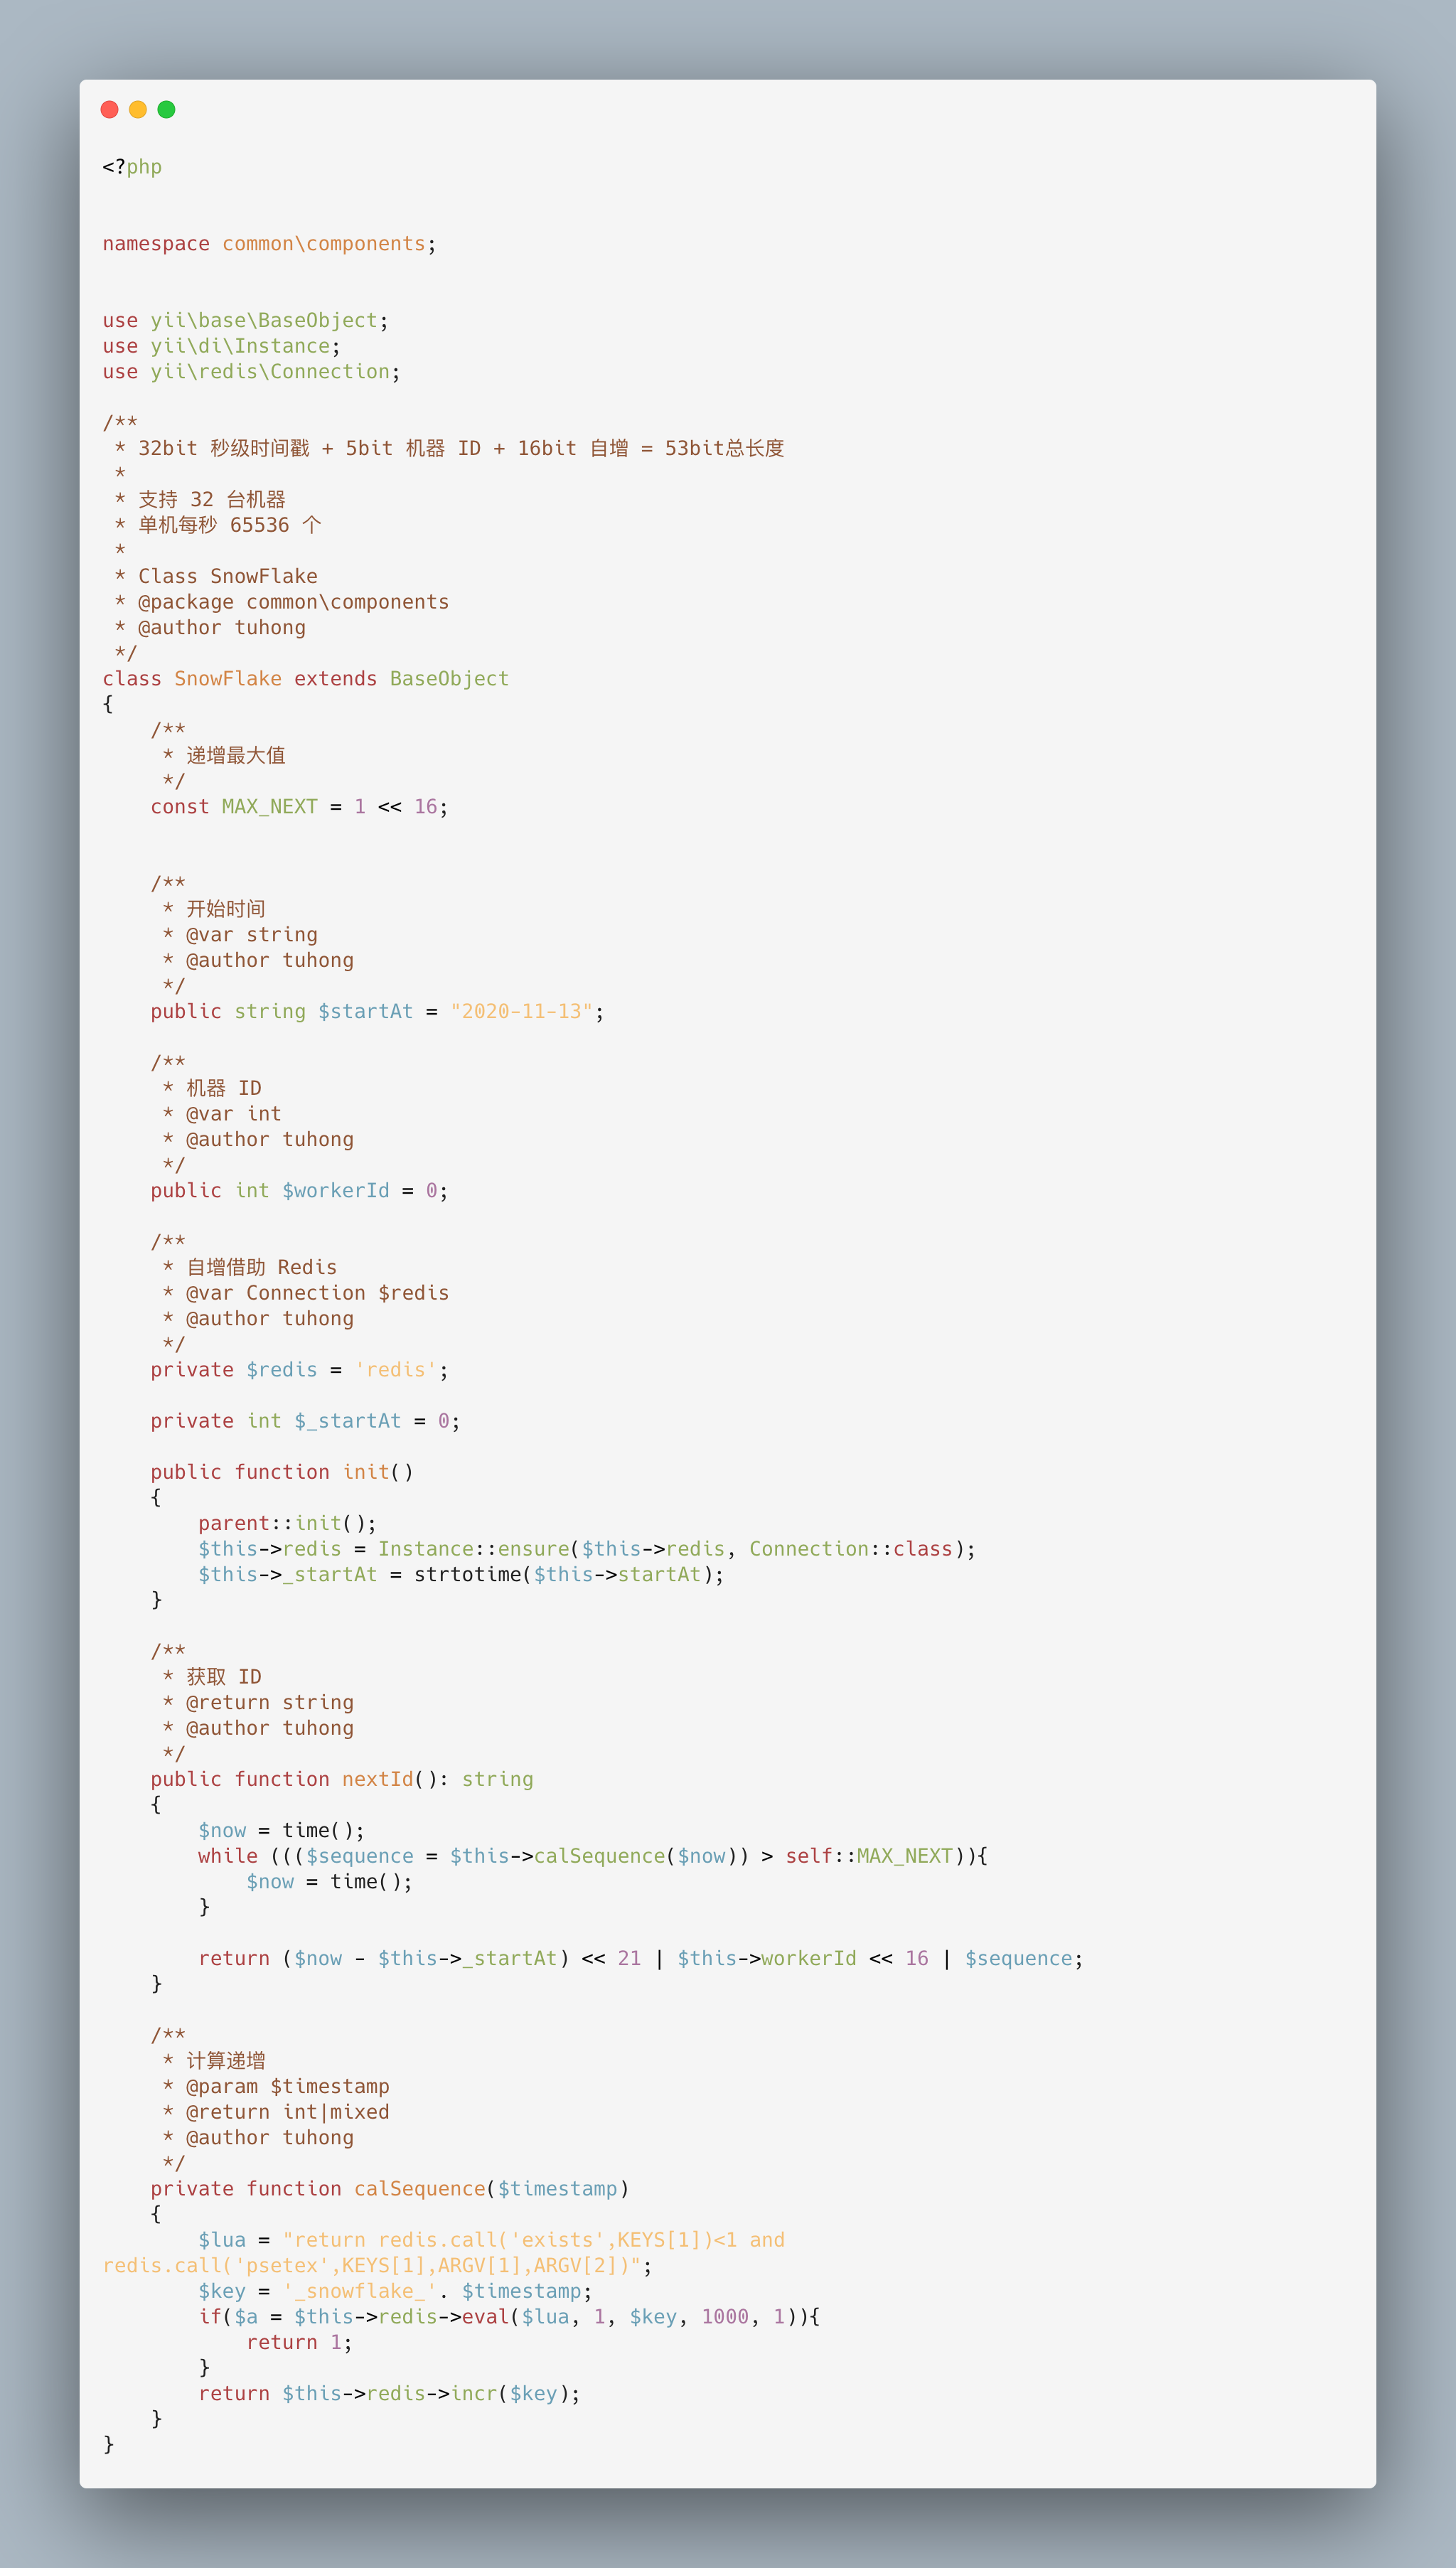 <?php
namespace common\components;
use yii\base\BaseObject;
use yii\di\Instance;
use yii\redis\Connection;
/**
 * 32bit 秒级时间戳 + 5bit 机器 ID + 16bit 自增 = 53bit总长度
 *
 * 支持 32 台机器
 * 单机每秒 65536 个
 *
 * Class SnowFlake
 * @package common\components
 * @author tuhong
 */
class SnowFlake extends BaseObject
{
    /**
     * 递增最大值
     */
    const MAX_NEXT = 1 << 16;
    /**
     * 开始时间
     * @var string
     * @author tuhong
     */
    public string $startAt = "2020-11-13";
    /**
     * 机器 ID
     * @var int
     * @author tuhong
     */
    public int $workerId = 0;
    /**
     * 自增借助 Redis
     * @var Connection $redis
     * @author tuhong
     */
    private $redis = 'redis';
    private int $_startAt = 0;
    public function init()
    {
        parent::init();
        $this->redis = Instance::ensure($this->redis, Connection::class);
        $this->_startAt = strtotime($this->startAt);
    }
    /**
     * 获取 ID
     * @return string
     * @author tuhong
     */
    public function nextId(): string
    {
        $now = time();
        while ((($sequence = $this->calSequence($now)) > self::MAX_NEXT)){
            $now = time();
        }
        return ($now - $this->_startAt) << 21 | $this->workerId << 16 | $sequence;
    }
    /**
     * 计算递增
     * @param $timestamp
     * @return int|mixed
     * @author tuhong
     */
    private function calSequence($timestamp)
    {
        $lua = "return redis.call('exists',KEYS[1])<1 and
redis.call('psetex',KEYS[1],ARGV[1],ARGV[2])";
        $key = '_snowflake_'. $timestamp;
        if($a = $this->redis->eval($lua, 1, $key, 1000, 1)){
            return 1;
        }
        return $this->redis->incr($key);
    }
}